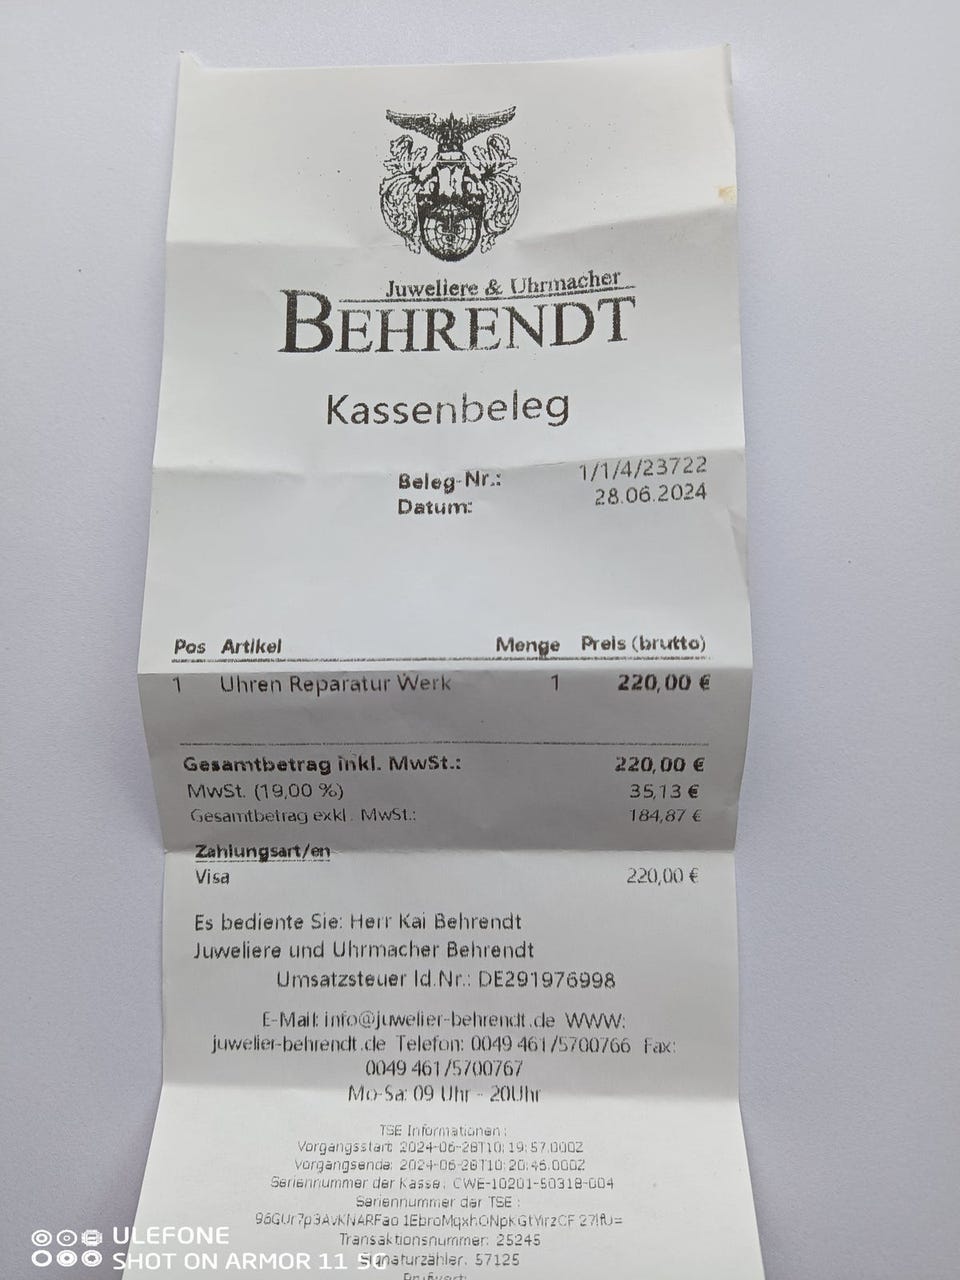 Juweliere & Uhrmacher
BEHRENDT
Kassenbeleg
Beleg-Nr.: 1/1/4/23722
Datum: 28.06.2024
Pos Artikel Menge Preis (brutto)
1 Uhren Reparatur Werk 1 220,00 €
Gesamtbetrag inkl. MwSt.: 220,00 €
MwSt. (19,00 %) 35,13 €
Gesamtbetrag exkl. MwSt.: 184,87 €
Zahlungsart/en
Visa 220,00 €
Es bediente Sie: Herr Kai Behrendt
Juweliere und Uhrmacher Behrendt
Umsatzsteuer Id.Nr.: DE291976998
E-Mail: info@juwelier-behrendt.de WWW:
juwelier-behrendt.de Telefon: 0049 461/5700766 Fax:
0049 461/5700767
Mo-Sa: 09 Uhr - 20Uhr
TSE Informationen:
Vorgangsstart: 2024-06-28T10:19:57.000Z
Vorgangsende: 2024-06-28T10:20:45.000Z
Seriennummer der Kasse: CWE-10201-50318-004
Seriennummer der TSE:
Transaktionsnummer: 25245
Signaturzähler: 57125
ULEFONE
SHOT ON ARMOR 11 5G